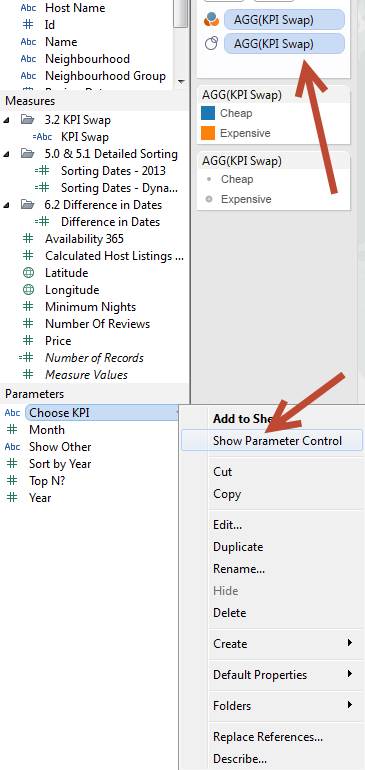 Abc Host Name
# Id
Abc Name
Abc Neighbourhood
Abc Neighbourhood Group
Measures
3.2 KPI Swap
=Abc KPI Swap
5.0 & 5.1 Detailed Sorting
=# Sorting Dates - 2013
=# Sorting Dates - Dyna...
6.2 Difference in Dates
=# Difference in Dates
# Availability 365
# Calculated Host Listings ...
Latitude
Longitude
# Minimum Nights
# Number Of Reviews
# Price
=# Number of Records
# Measure Values
Parameters
Abc Choose KPI
# Month
Abc Show Other
# Sort by Year
# Top N?
# Year
AGG(KPI Swap)
AGG(KPI Swap)
AGG(KPI Swap)
Cheap
Expensive
AGG(KPI Swap)
Cheap
Expensive
Add to
Show Parameter Control
Cut
Copy
Edit...
Duplicate
Rename...
Hide
Delete
Create
Default Properties
Folders
Replace References...
Describe...